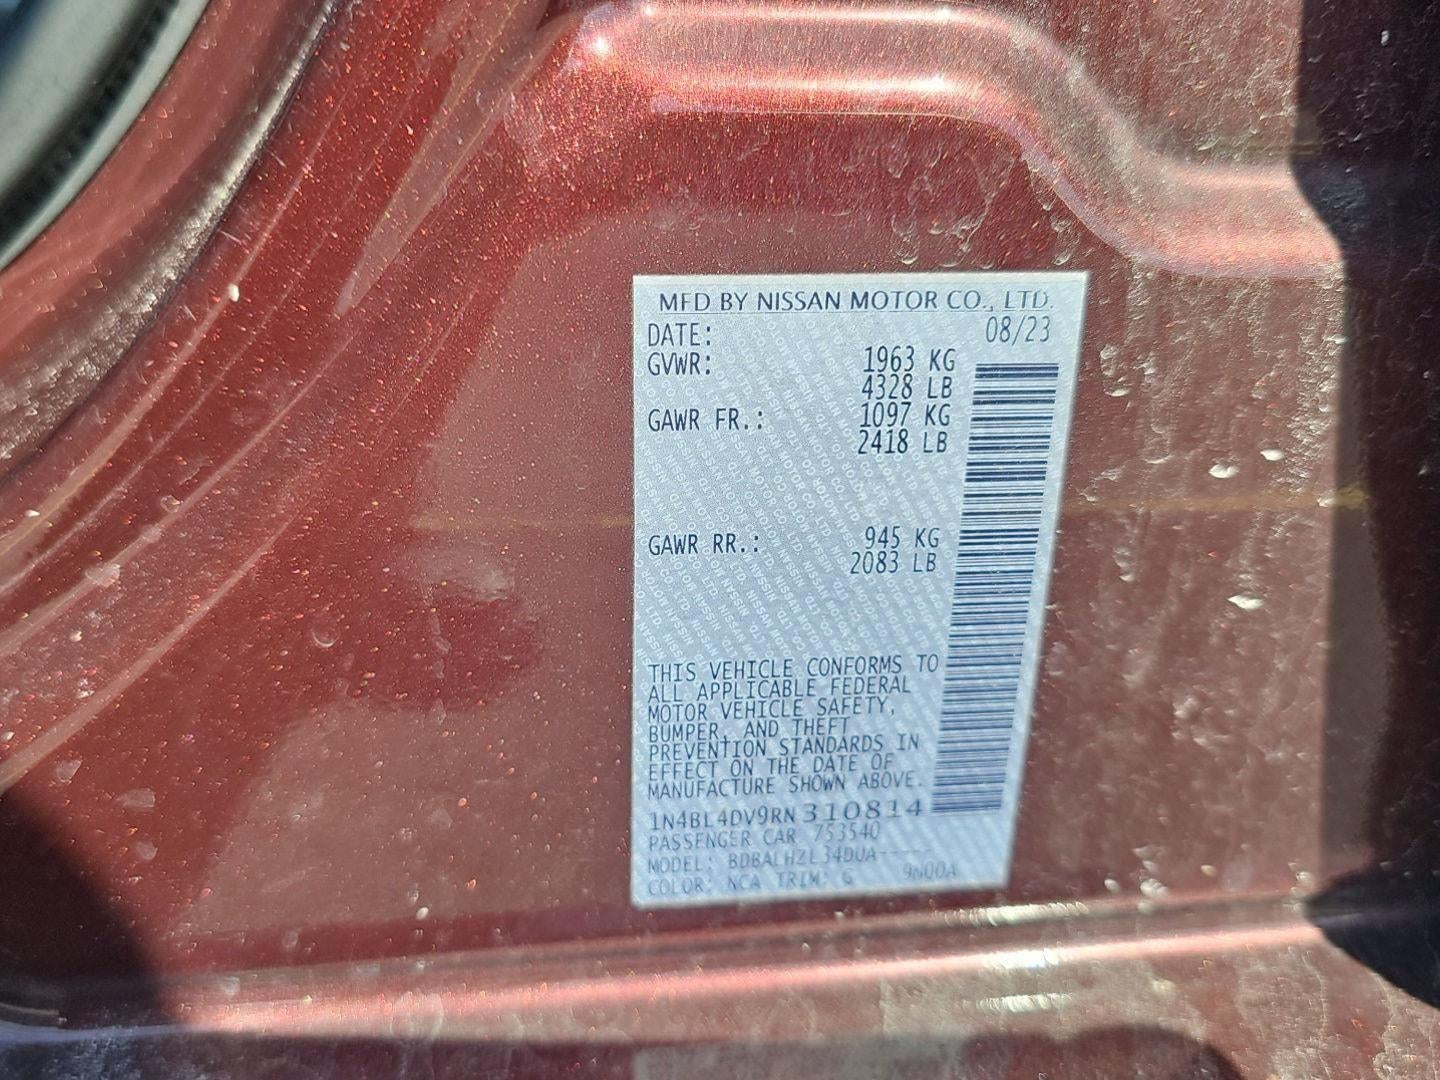 MFD BY NISSAN MOTOR CO., LTD.
DATE: 08/23
GVWR: 1963 KG
4328 LB
GAWR FR.: 1097 KG
2418 LB
GAWR RR.: 945 KG
2083 LB
THIS VEHICLE CONFORMS TO
ALL APPLICABLE FEDERAL
MOTOR VEHICLE SAFETY,
BUMPER, AND THEFT
PREVENTION STANDARDS IN
EFFECT ON THE DATE OF
MANUFACTURE SHOWN ABOVE.
1N4BL4DV9RN310814
PASSENGER CAR 753540
MODEL: BDBALHZL34DUA-----
COLOR: NCA TRIM: G 9N00A